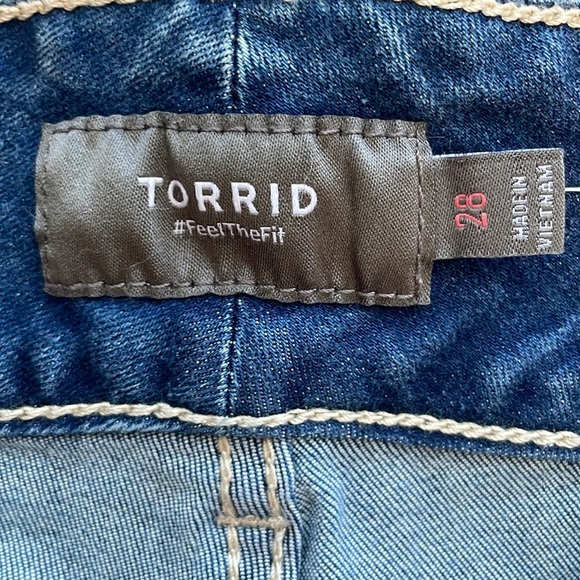 TORRID
#FeelTheFit
28
MADE IN
VIETNAM